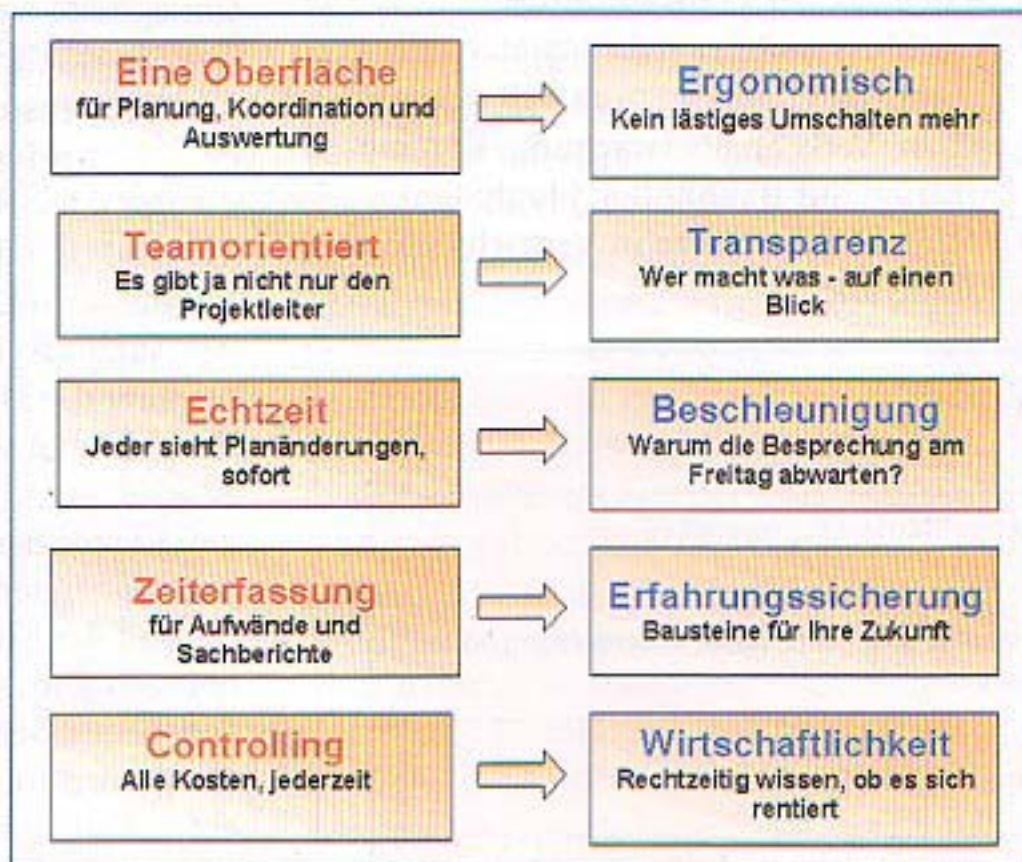 Eine Oberfläche
für Planung, Koordination und
Auswertung
Ergonomisch
Kein lästiges Umschalten mehr
Teamorientiert
Es gibt ja nicht nur den
Projektleiter
Transparenz
Wer macht was - auf einen
Blick
Echtzeit
Jeder sieht Planänderungen,
sofort
Beschleunigung
Warum die Besprechung am
Freitag abwarten?
Zeiterfassung
für Aufwände und
Sachberichte
Erfahrungssicherung
Bausteine für Ihre Zukunft
Controlling
Alle Kosten, jederzeit
Wirtschaftlichkeit
Rechtzeitig wissen, ob es sich
rentiert